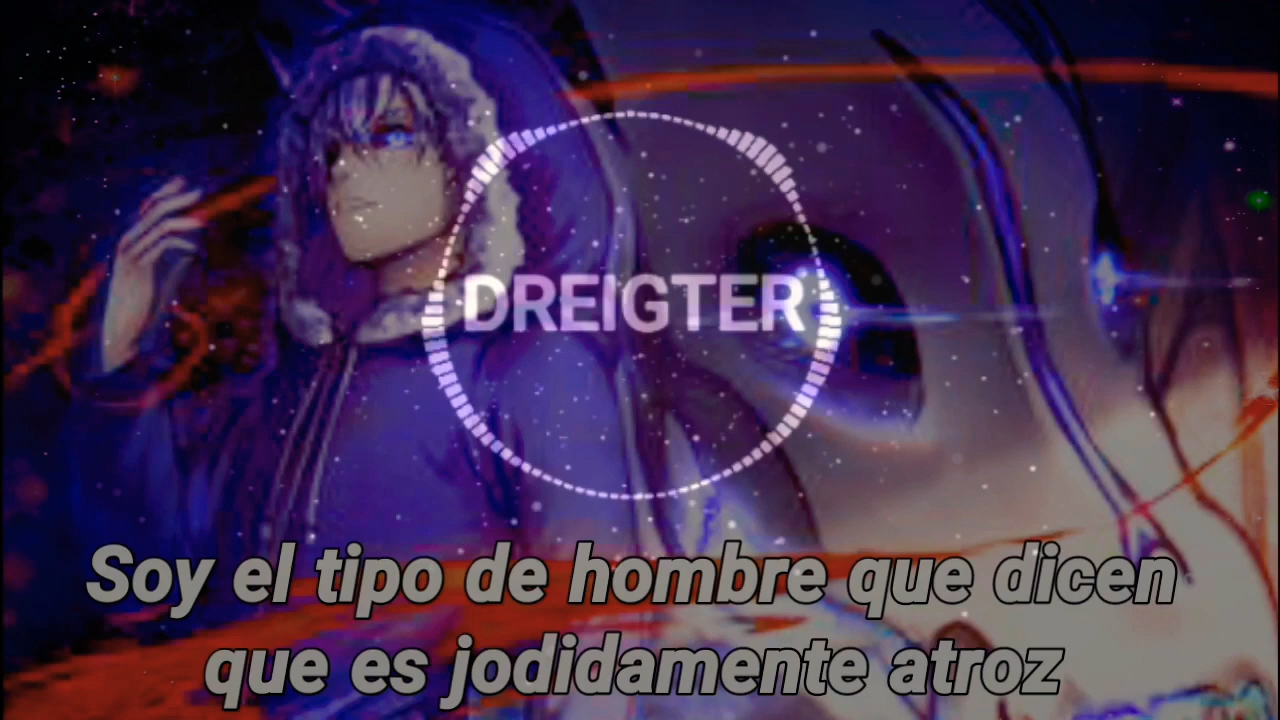 DREIGTER
Soy el tipo de hombre que dicen
que es jodidamente atroz